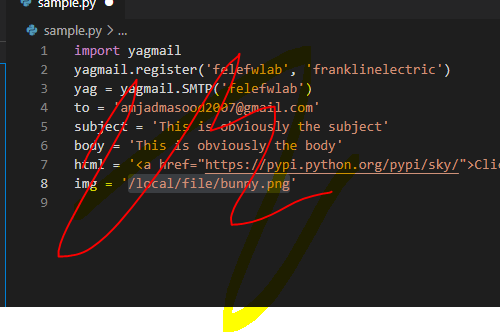 sample.py
sample.py > ...
1 import yagmail
2 yagmail.register('felefwlab', 'franklinelectric')
3 yag = yagmail.SMTP('felefwlab')
4 to = 'amjadmasood2007@gmail.com'
5 subject = 'This is obviously the subject'
6 body = 'This is obviously the body'
7 html = '<a href="https://pypi.python.org/pypi/sky/">Clic
8 img = '/local/file/bunny.png'
9